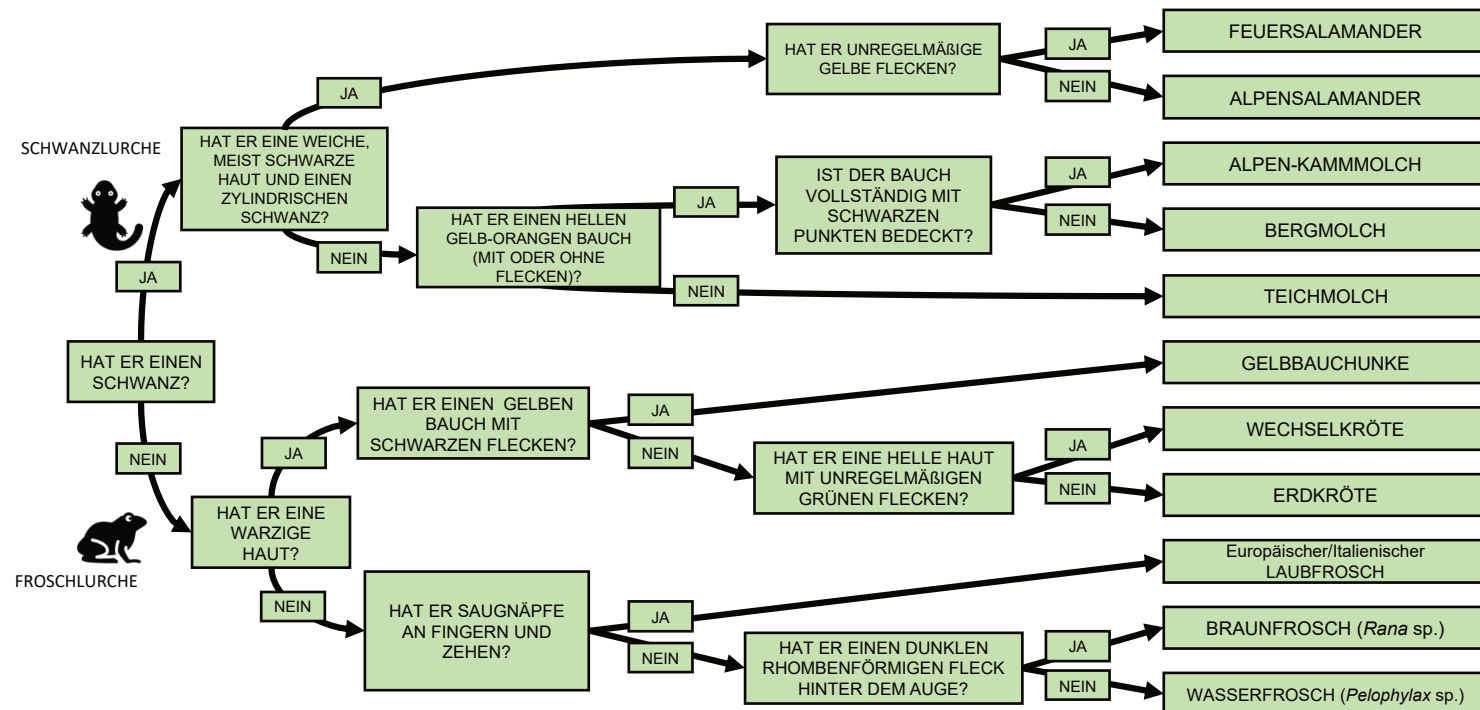 SCHWANZLURCHE
FROSCHLURCHE
HAT ER EINEN
SCHWANZ?
JA
NEIN
HAT ER EINE WEICHE,
MEIST SCHWARZE
HAUT UND EINEN
ZYLINDRISCHEN
SCHWANZ?
JA
NEIN
HAT ER UNREGELMÄßIGE
GELBE FLECKEN?
JA
NEIN
FEUERSALAMANDER
ALPENSALAMANDER
HAT ER EINEN HELLEN
GELB-ORANGEN BAUCH
(MIT ODER OHNE
FLECKEN)?
JA
NEIN
IST DER BAUCH
VOLLSTÄNDIG MIT
SCHWARZEN
PUNKTEN BEDECKT?
JA
NEIN
ALPEN-KAMMMOLCH
BERGMOLCH
TEICHMOLCH
HAT ER EINE
WARZIGE
HAUT?
JA
NEIN
HAT ER EINEN GELBEN
BAUCH MIT
SCHWARZEN FLECKEN?
JA
NEIN
GELBBAUCHUNKE
HAT ER EINE HELLE HAUT
MIT UNREGELMÄßIGEN
GRÜNEN FLECKEN?
JA
NEIN
WECHSELKRÖTE
ERDKRÖTE
HAT ER SAUGNÄPFE
AN FINGERN UND
ZEHEN?
JA
NEIN
Europäischer/Italienischer
LAUBFROSCH
HAT ER EINEN DUNKLEN
RHOMBENFÖRMIGEN FLECK
HINTER DEM AUGE?
JA
NEIN
BRAUNFROSCH (Rana sp.)
WASSERFROSCH (Pelophylax sp.)